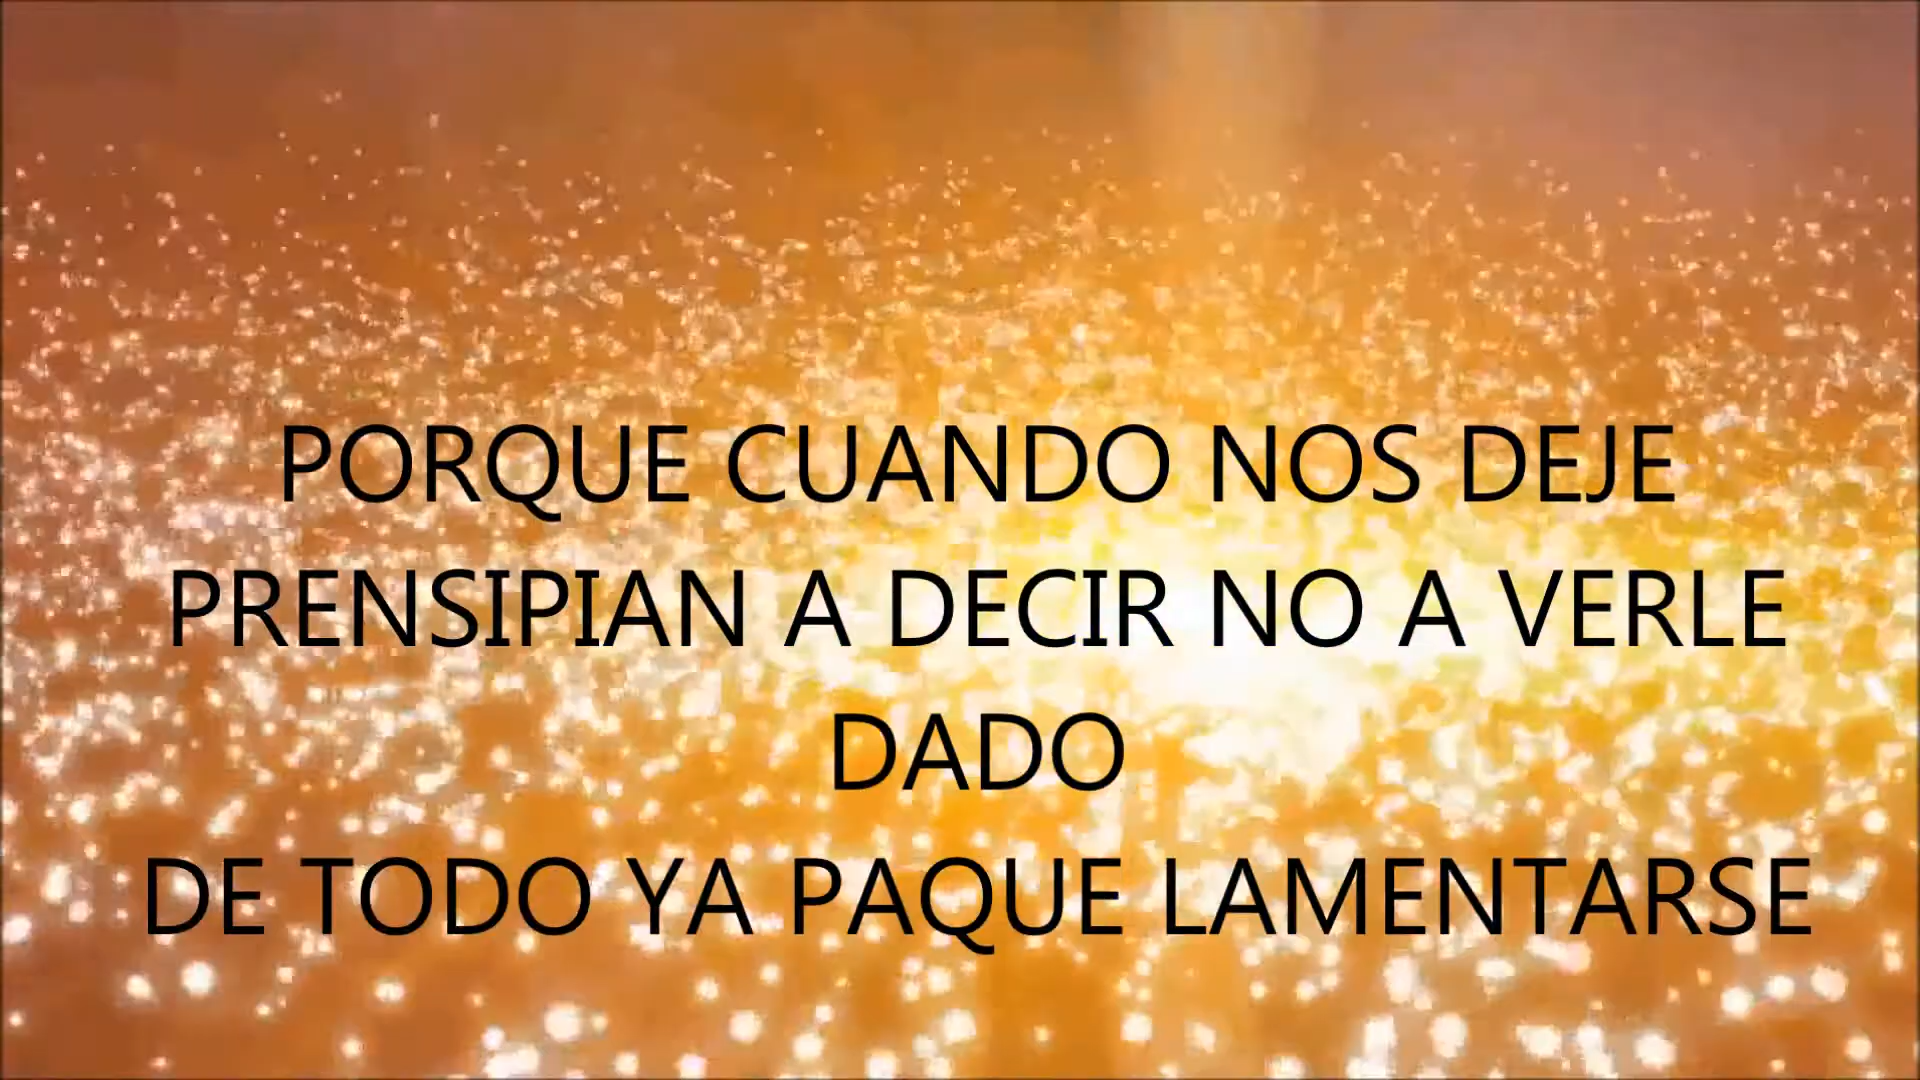 PORQUE CUANDO NOS DEJE
PRENSIPIAN A DECIR NO A VERLE
DADO
DE TODO YA PAQUE LAMENTARSE